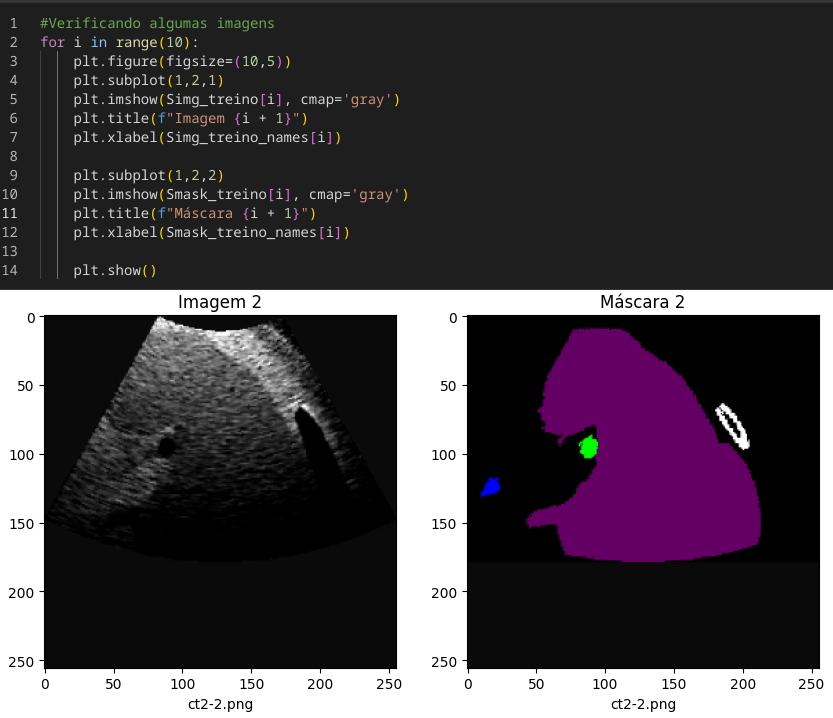 1 #Verificando algumas imagens
2 for i in range(10):
3     plt.figure(figsize=(10,5))
4     plt.subplot(1,2,1)
5     plt.imshow(Simg_treino[i], cmap='gray')
6     plt.title(f"Imagem {i + 1}")
7     plt.xlabel(Simg_treino_names[i])
8
9     plt.subplot(1,2,2)
10     plt.imshow(Smask_treino[i], cmap='gray')
11     plt.title(f"Máscara {i + 1}")
12     plt.xlabel(Smask_treino_names[i])
13
14     plt.show()
Imagem 2
0
50
100
150
200
250
0 50 100 150 200 250
ct2-2.png
Máscara 2
0
50
100
150
200
250
0 50 100 150 200 250
ct2-2.png